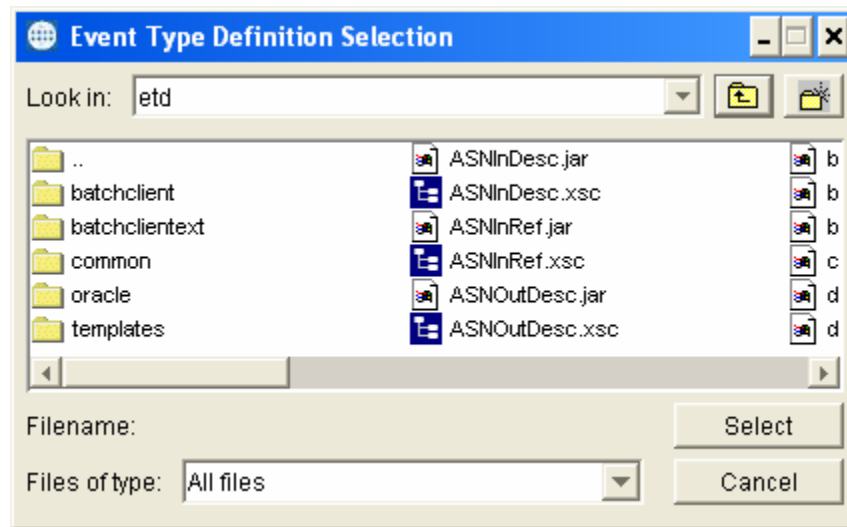 Event Type Definition Selection
Look in: etd
.. ASNInDesc.jar b
batchclient ASNInDesc.xsc b
batchclientext ASNInRef.jar b
common ASNInRef.xsc c
oracle ASNOutDesc.jar d
templates ASNOutDesc.xsc d
Filename: Select
Files of type: All files Cancel